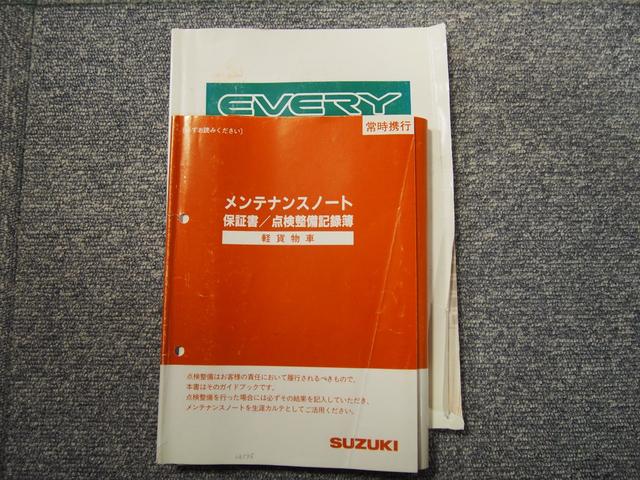 EVERY
常時携行
(必ずお読みください)
メンテナンスノート
保証書/点検整備記録簿
軽貨物車
点検整備はお客様の責任において履行されるべきもので、
本書はそのガイドブックです。
点検整備を行った場合には必ずその結果を記入していただき、
メンテナンスノートを生涯カルテとしてご活用ください。
SUZUKI